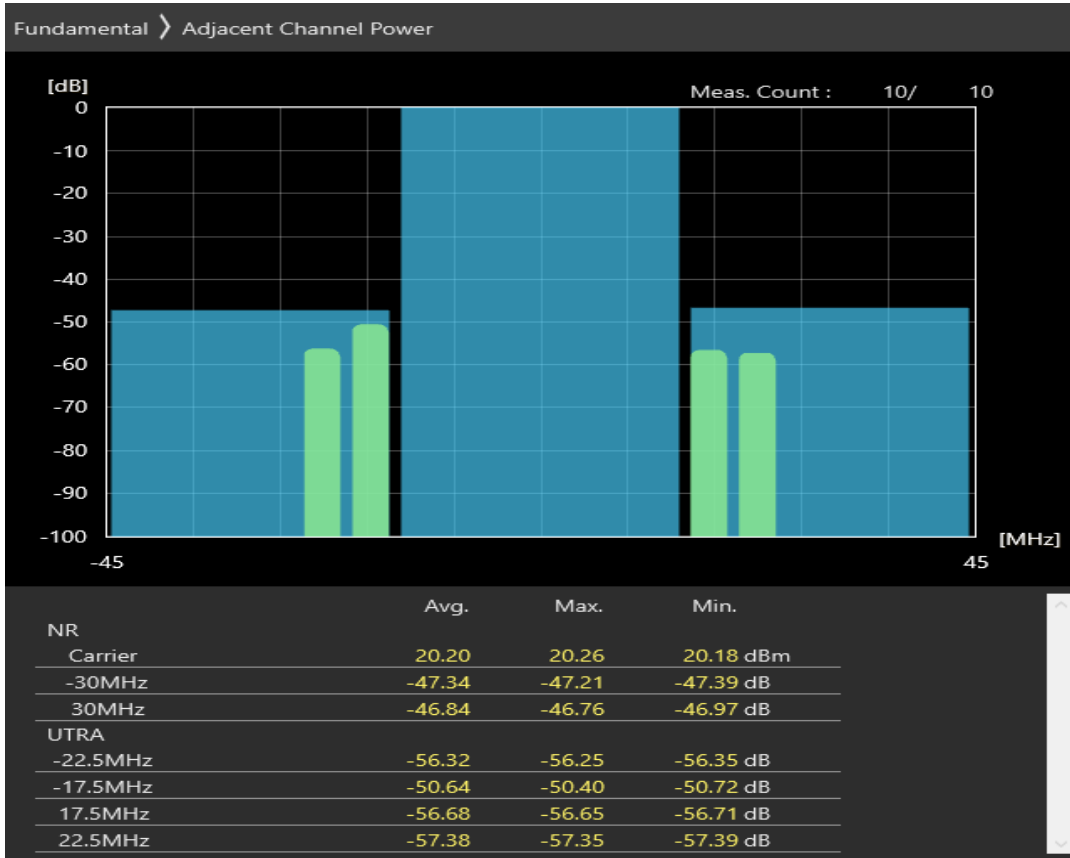 Fundamental ❭ Adjacent Channel Power
[dB]
Meas. Count : 10/ 10
0
-10
-20
-30
-40
-50
-60
-70
-80
-90
-100
[MHz]
-45 45
Avg. Max. Min.
NR
Carrier 20.20 20.26 20.18 dBm
-30MHz -47.34 -47.21 -47.39 dB
30MHz -46.84 -46.76 -46.97 dB
UTRA
-22.5MHz -56.32 -56.25 -56.35 dB
-17.5MHz -50.64 -50.40 -50.72 dB
17.5MHz -56.68 -56.65 -56.71 dB
22.5MHz -57.38 -57.35 -57.39 dB